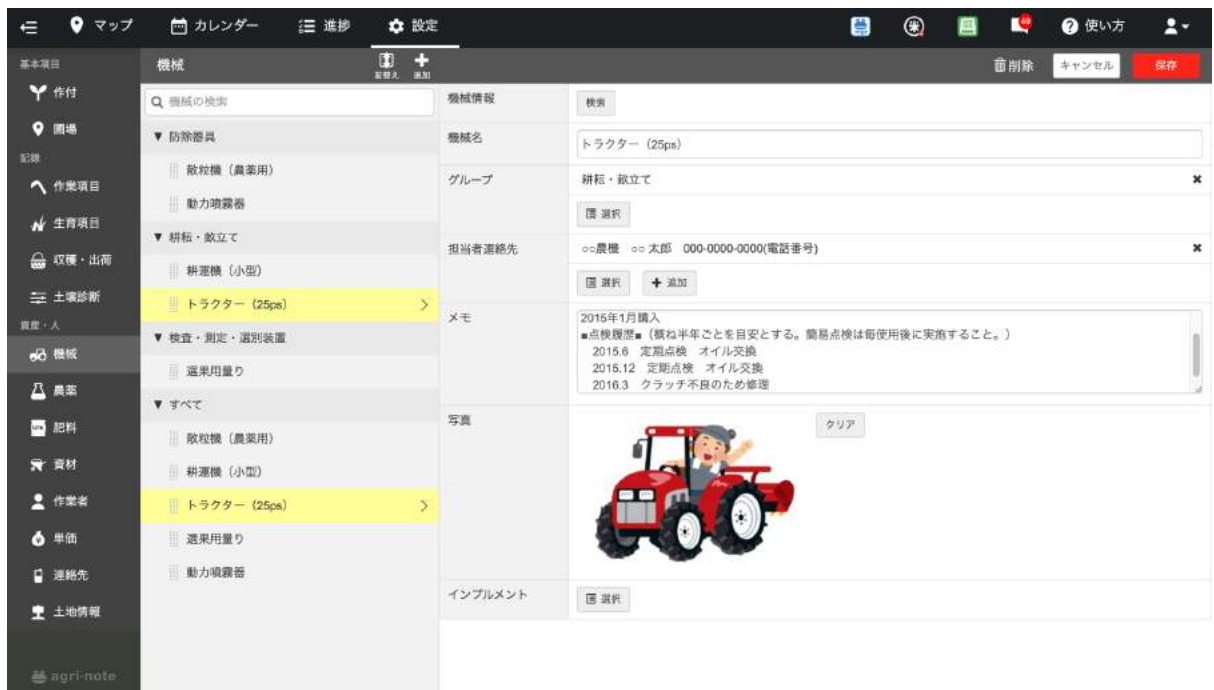 マップ カレンダー 進捗 設定 49 使い方
基本項目
作付
圃場
記録
作業項目
生育項目
収穫・出荷
土壌診断
資産・人
機械
農薬
肥料
資材
作業者
単価
連絡先
土地情報
agri-note
機械 並替え 追加 削除 キャンセル 保存
機械の検索
▼ 防除器具
散粒機（農薬用）
動力噴霧器
▼ 耕耘・畝立て
耕運機（小型）
トラクター（25ps）
▼ 検査・測定・選別装置
選果用量り
▼ すべて
散粒機（農薬用）
耕運機（小型）
トラクター（25ps）
選果用量り
動力噴霧器
機械情報 検索
機械名 トラクター（25ps）
グループ 耕耘・畝立て
選択
担当者連絡先 ○○農機 ○○ 太郎 000-0000-0000(電話番号)
選択 追加
メモ 2015年1月購入
■点検履歴■（概ね半年ごとを目安とする。簡易点検は毎使用後に実施すること。）
2015.6 定期点検 オイル交換
2015.12 定期点検 オイル交換
2016.3 クラッチ不良のため修理
写真 クリア
インプルメント 選択